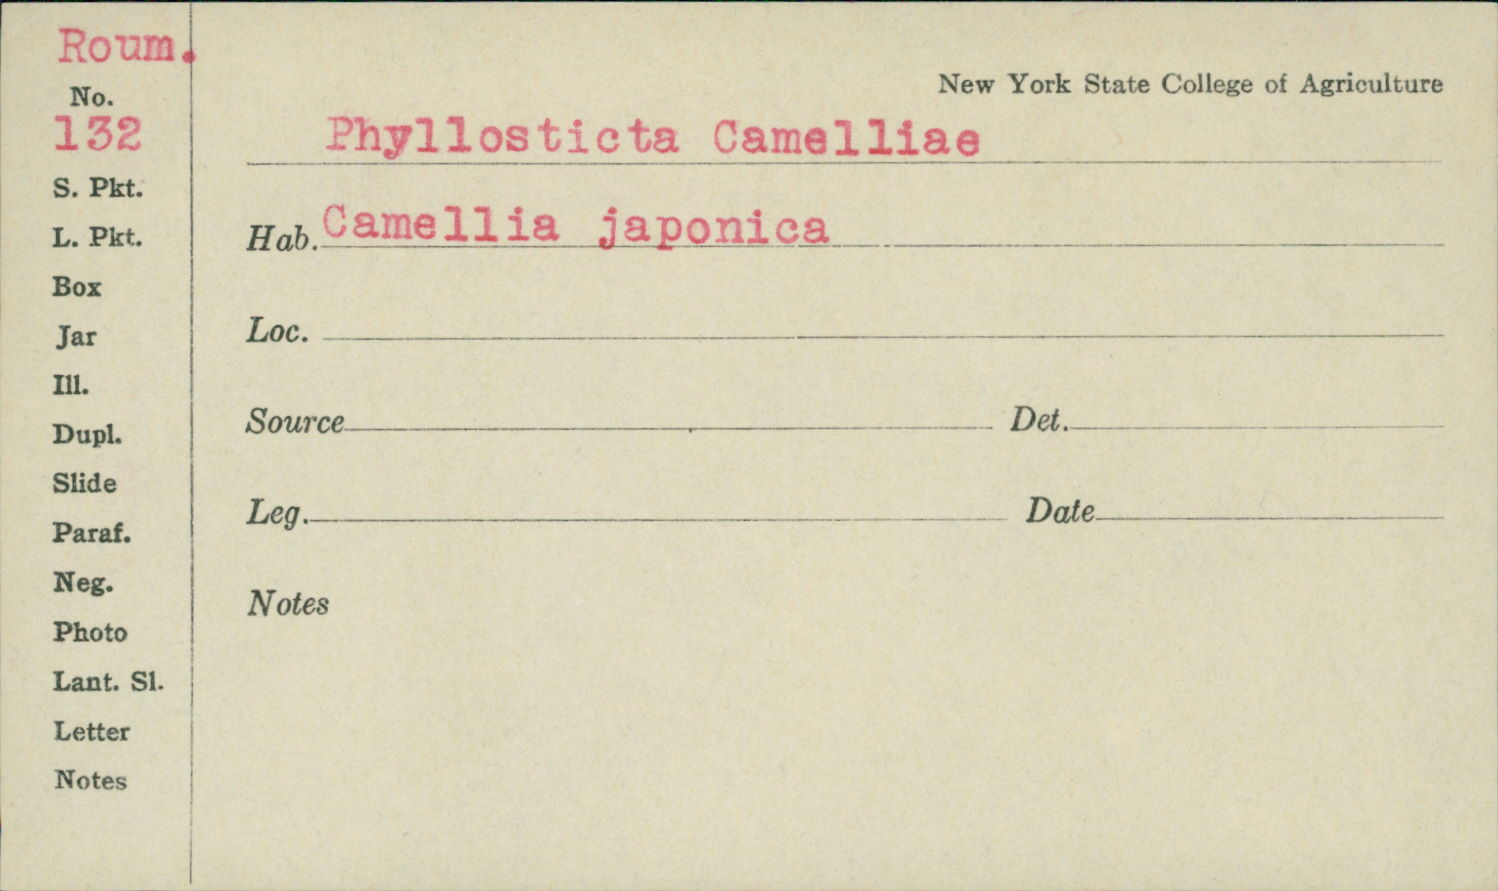 Roum.
No.
132
S. Pkt.
L. Pkt.
Box
Jar
Ill.
Dupl.
Slide
Paraf.
Neg.
Photo
Lant. Sl.
Letter
Notes
New York State College of Agriculture
Phyllosticta Camelliae
Hab. Camellia japonica
Loc.
Source Det.
Leg. Date
Notes